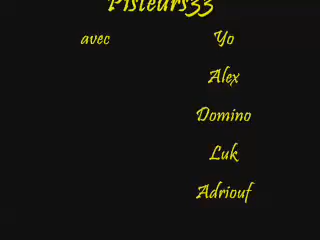 Pisteurs33
avec Yo
Alex
Domino
Luk
Adriouf